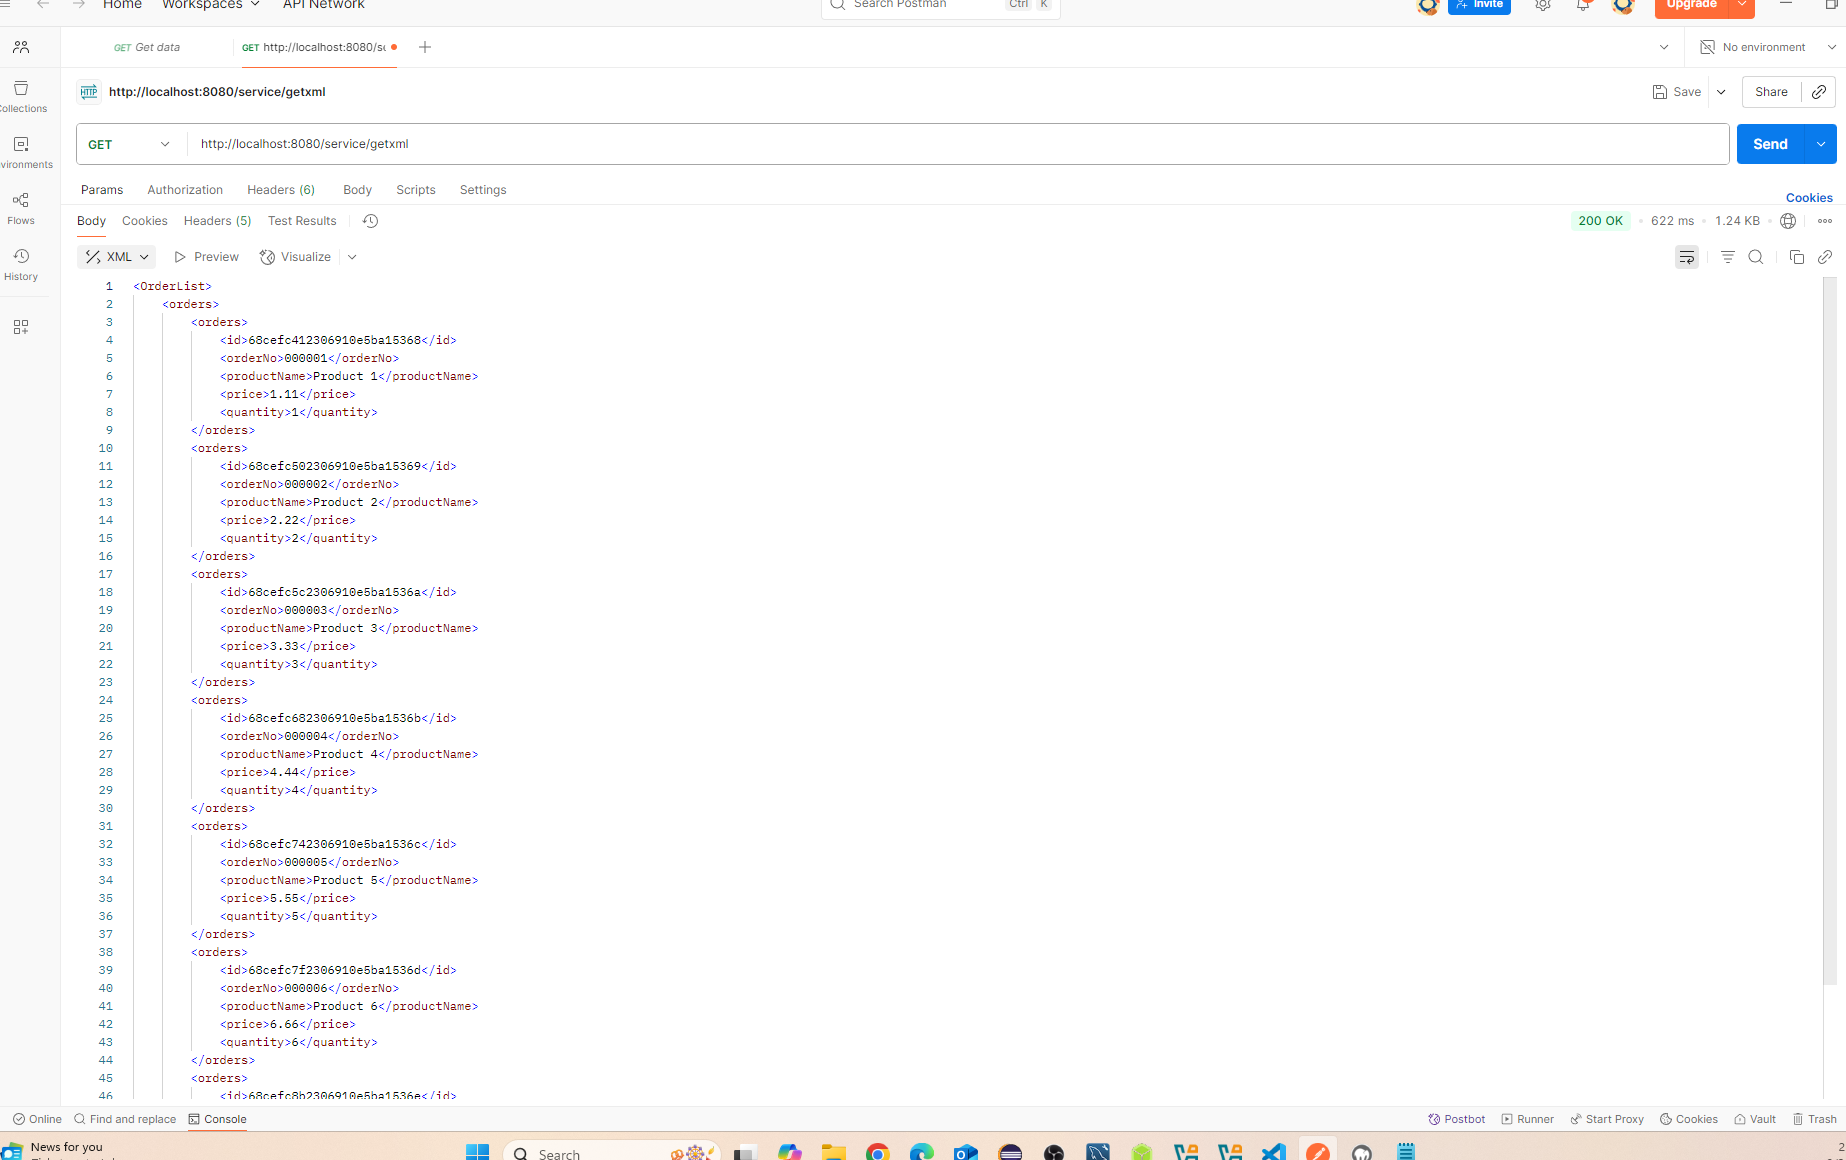 Home Workspaces API Network Search Postman Ctrl K Invite Upgrade
GET Get data GET http://localhost:8080/s No environment
HTTP http://localhost:8080/service/getxml Save Share
GET http://localhost:8080/service/getxml Send
Params Authorization Headers (6) Body Scripts Settings
Cookies
Body Cookies Headers (5) Test Results 200 OK • 622 ms • 1.24 KB •
XML Preview Visualize
ollections
vironments
Flows
History
1 <OrderList>
2 <orders>
3 <orders>
4 <id>68cefc412306910e5ba15368</id>
5 <orderNo>000001</orderNo>
6 <productName>Product 1</productName>
7 <price>1.11</price>
8 <quantity>1</quantity>
9 </orders>
10 <orders>
11 <id>68cefc502306910e5ba15369</id>
12 <orderNo>000002</orderNo>
13 <productName>Product 2</productName>
14 <price>2.22</price>
15 <quantity>2</quantity>
16 </orders>
17 <orders>
18 <id>68cefc5c2306910e5ba1536a</id>
19 <orderNo>000003</orderNo>
20 <productName>Product 3</productName>
21 <price>3.33</price>
22 <quantity>3</quantity>
23 </orders>
24 <orders>
25 <id>68cefc682306910e5ba1536b</id>
26 <orderNo>000004</orderNo>
27 <productName>Product 4</productName>
28 <price>4.44</price>
29 <quantity>4</quantity>
30 </orders>
31 <orders>
32 <id>68cefc742306910e5ba1536c</id>
33 <orderNo>000005</orderNo>
34 <productName>Product 5</productName>
35 <price>5.55</price>
36 <quantity>5</quantity>
37 </orders>
38 <orders>
39 <id>68cefc7f2306910e5ba1536d</id>
40 <orderNo>000006</orderNo>
41 <productName>Product 6</productName>
42 <price>6.66</price>
43 <quantity>6</quantity>
44 </orders>
45 <orders>
46 <id>68cefc8b2306910e5ba1536e</id>
Online Find and replace Console Postbot Runner Start Proxy Cookies Vault Trash
News for you
Search